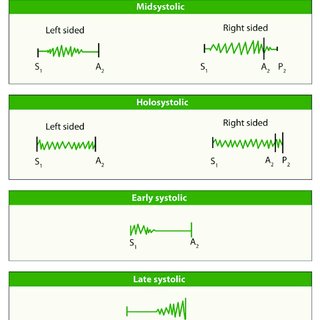 Midsystolic
Left sided
Right sided
S1 A2
S1 A2 P2
Holosystolic
Left sided
Right sided
S1 A2
S1 A2 P2
Early systolic
S1 A2
Late systolic